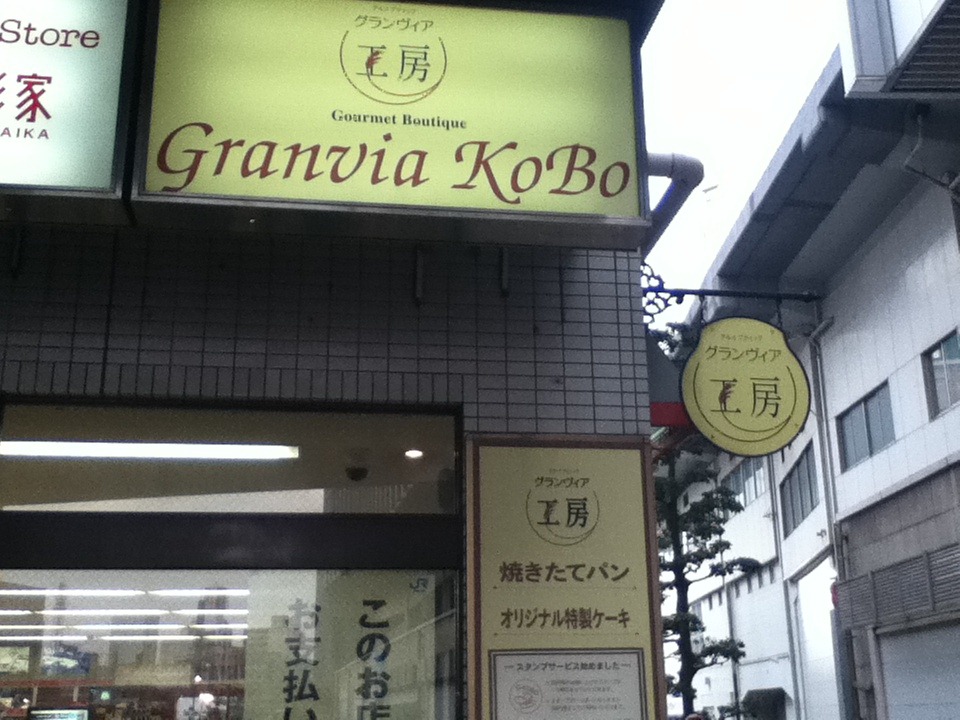 Store
家
AIKA
グランヴィア
工房
Gourmet Boutique
Granvia KoBo
グランヴィア
工房
グランヴィア
工房
焼きたてパン
オリジナル特製ケーキ
スタンプサービス始めました
JR
このお店
お支払い